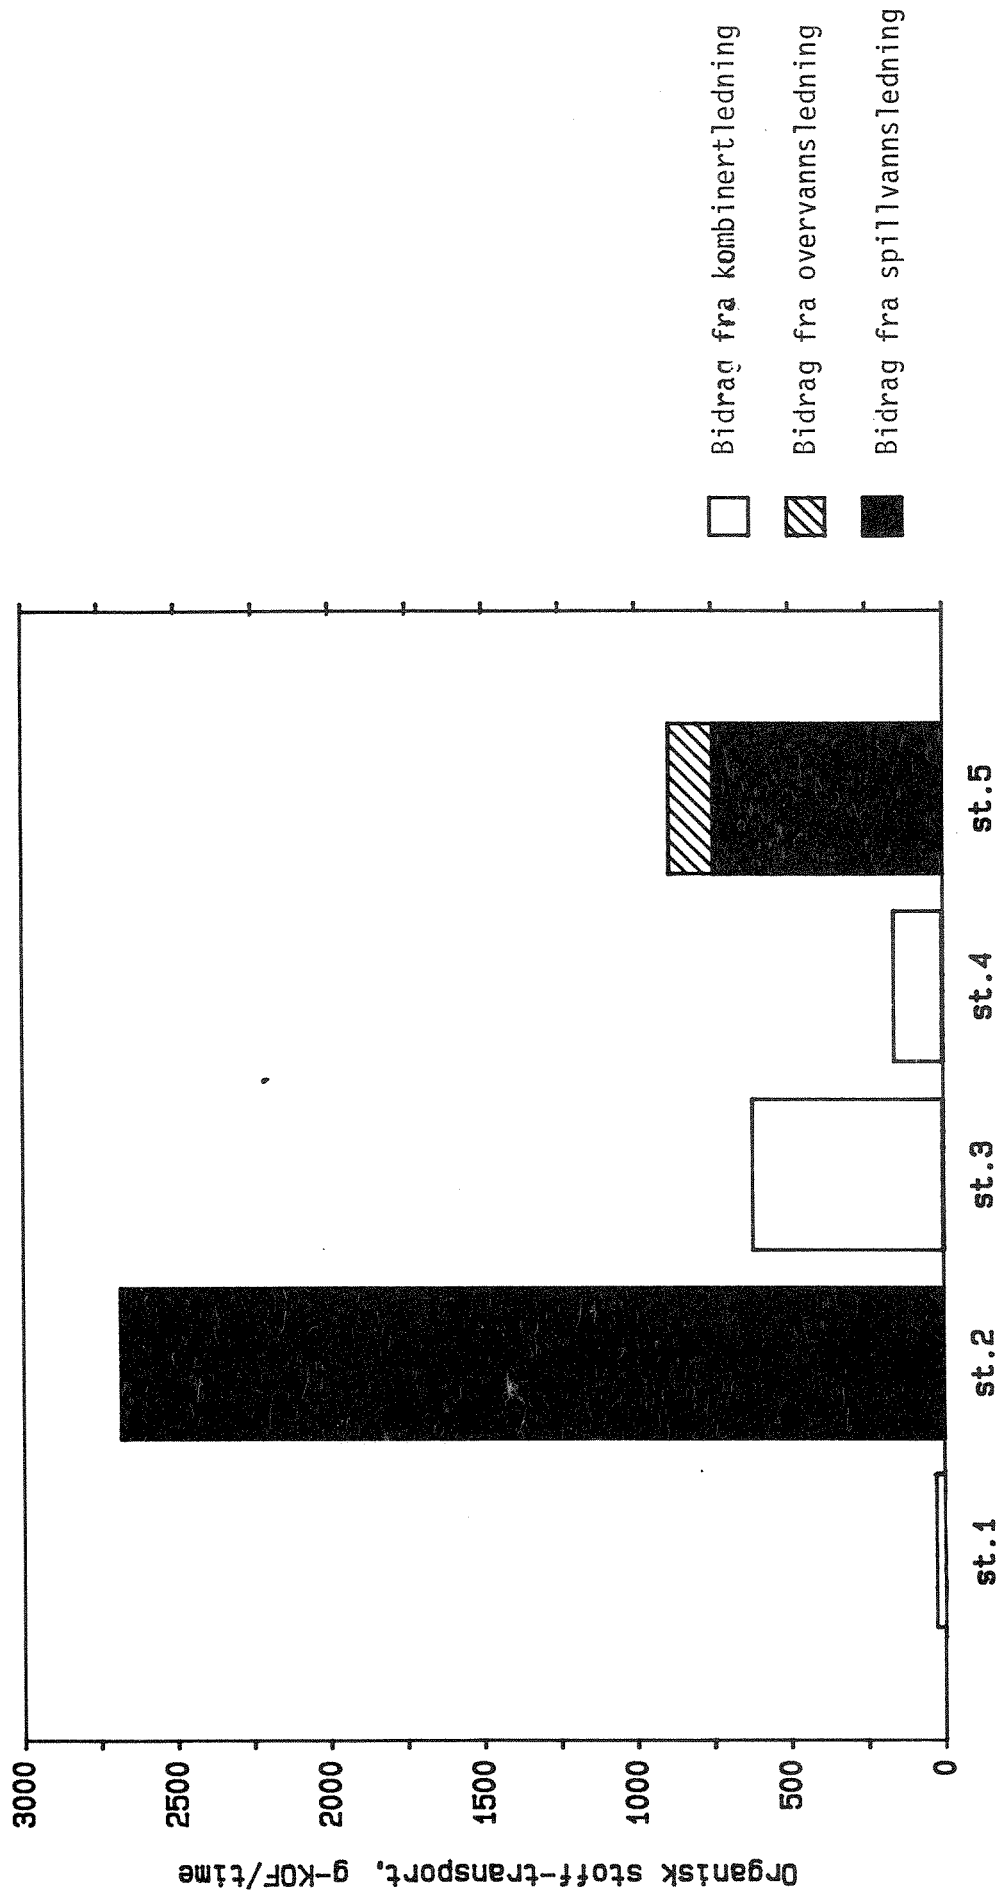 Organisk stoff-transport, g-KOF/time
3000
2500
2000
1500
1000
500
0
st.1
st.2
st.3
st.4
st.5
Bidrag fra kombinertledning
Bidrag fra overvannsledning
Bidrag fra spillvannsledning